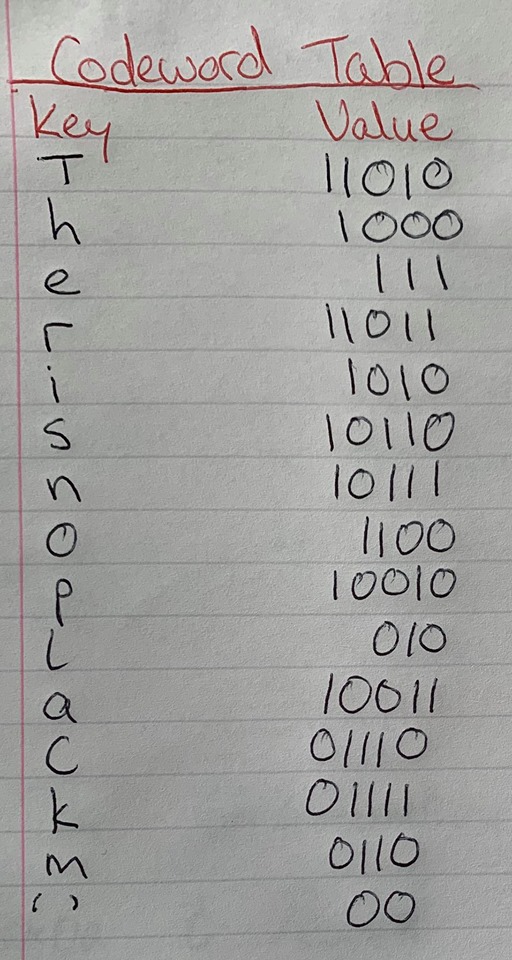 Codeword Table
Key Value
T 11010
h 1000
e 111
r 11011
i 1010
s 10110
n 10111
o 1100
p 10010
L 010
a 10011
C 01110
k 01111
m 0110
' ' 00